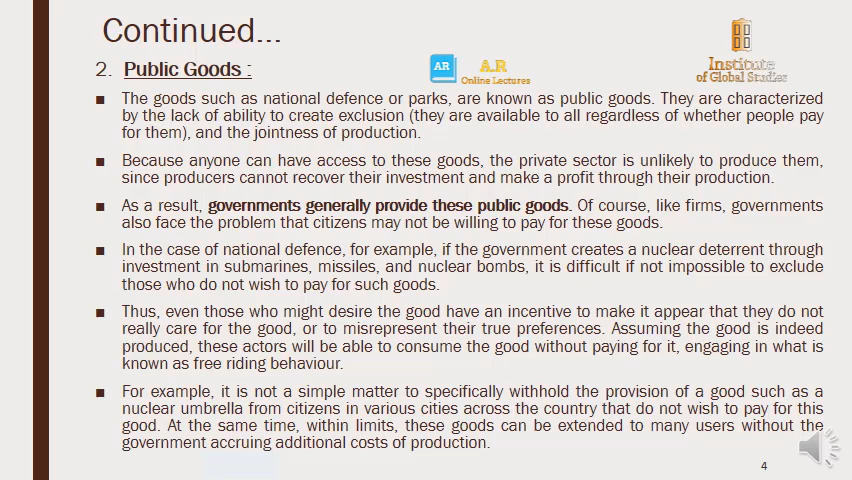 Continued...
2. Public Goods :
AR
A.R
Online Lectures
Institute
of Global Studies
■ The goods such as national defence or parks, are known as public goods. They are characterized
by the lack of ability to create exclusion (they are available to all regardless of whether people pay
for them), and the jointness of production.
■ Because anyone can have access to these goods, the private sector is unlikely to produce them,
since producers cannot recover their investment and make a profit through their production.
■ As a result, governments generally provide these public goods. Of course, like firms, governments
also face the problem that citizens may not be willing to pay for these goods.
■ In the case of national defence, for example, if the government creates a nuclear deterrent through
investment in submarines, missiles, and nuclear bombs, it is difficult if not impossible to exclude
those who do not wish to pay for such goods.
■ Thus, even those who might desire the good have an incentive to make it appear that they do not
really care for the good, or to misrepresent their true preferences. Assuming the good is indeed
produced, these actors will be able to consume the good without paying for it, engaging in what is
known as free riding behaviour.
■ For example, it is not a simple matter to specifically withhold the provision of a good such as a
nuclear umbrella from citizens in various cities across the country that do not wish to pay for this
good. At the same time, within limits, these goods can be extended to many users without the
government accruing additional costs of production.
4